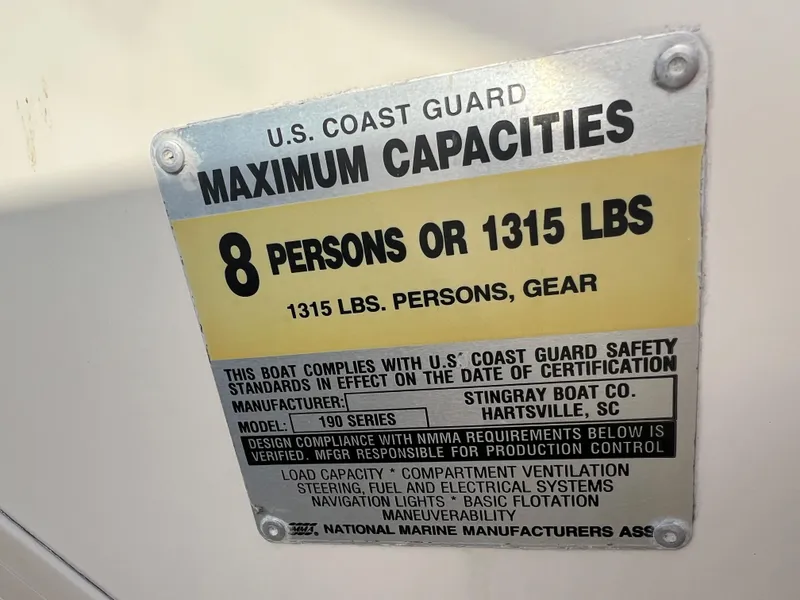 U.S. COAST GUARD
MAXIMUM CAPACITIES
8 PERSONS OR 1315 LBS
1315 LBS. PERSONS, GEAR
THIS BOAT COMPLIES WITH U.S. COAST GUARD SAFETY
STANDARDS IN EFFECT ON THE DATE OF CERTIFICATION
MANUFACTURER: STINGRAY BOAT CO.
HARTSVILLE, SC
MODEL: 190 SERIES
DESIGN COMPLIANCE WITH NMMA REQUIREMENTS BELOW IS
VERIFIED. MFGR RESPONSIBLE FOR PRODUCTION CONTROL
LOAD CAPACITY * COMPARTMENT VENTILATION
STEERING, FUEL AND ELECTRICAL SYSTEMS
NAVIGATION LIGHTS * BASIC FLOTATION
MANEUVERABILITY
NMMA® NATIONAL MARINE MANUFACTURERS ASS